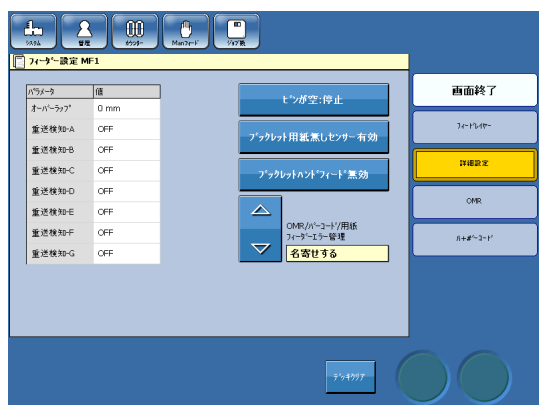 システム
管理
カウンター
Manフィード
ジョブ板
フィーダー設定 MF1
パラメータ 値
オーバーラップ 0 mm
重送検知-A OFF
重送検知-B OFF
重送検知-C OFF
重送検知-D OFF
重送検知-E OFF
重送検知-F OFF
重送検知-G OFF
ビンが空:停止
ブックレット用紙無しセンサー有効
ブックレットハンドフィード無効
OMR/バーコード/用紙
フィーダーエラー管理
名寄せする
画面終了
フィードレイヤー
詳細設定
OMR
バーコード
デッキクリア